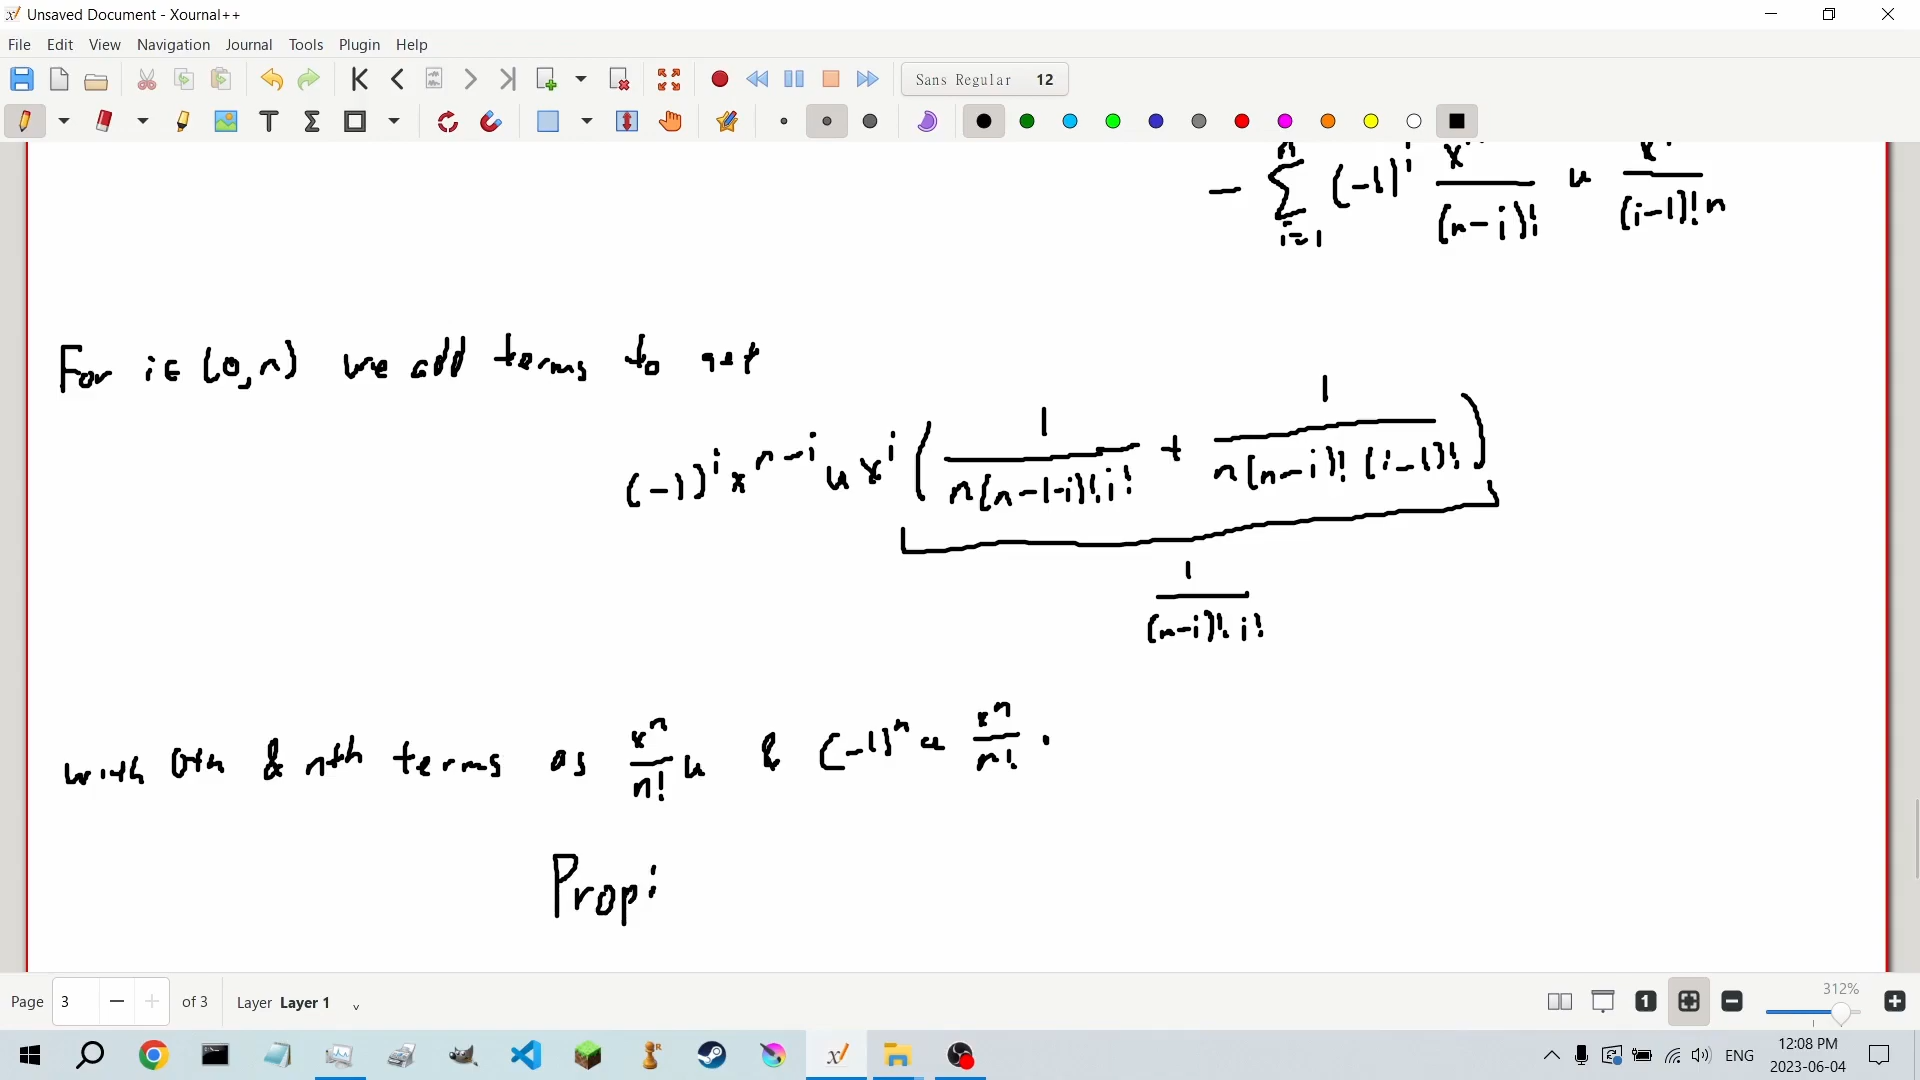 Unsaved Document - Xournal++
File Edit View Navigation Journal Tools Plugin Help
Sans Regular 12
- ∑_{i=1}^{n} (-1)^i x / (n-i)! u x / (i-1)! n
For i ∈ (0, n) we add terms to get
(-1)^i x^{n-i} u x^i ( 1 / n(n-1-i)! i! + 1 / n(n-i)! (i-1)! )
1 / (n-i)! i!
with 0th & nth terms as x^n / n! u & (-1)^n u x^n / n! .
Prop:
Page 3 of 3 Layer Layer 1 312%
ENG 12:08 PM
2023-06-04